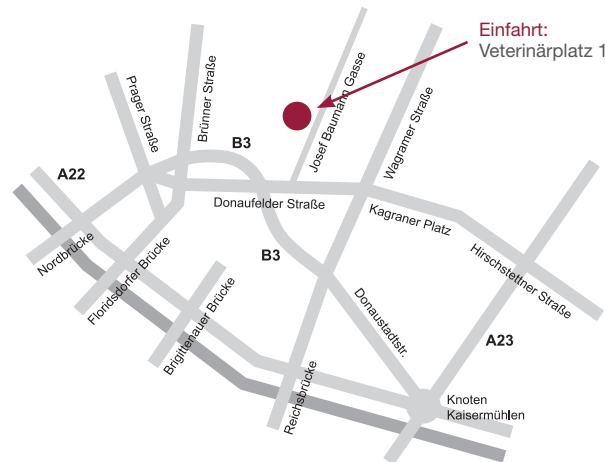 Einfahrt:
Veterinärplatz 1
Prager Straße
Brünner Straße
B3
Josef Baumann Gasse
Wagramer Straße
A22
Donaufelder Straße
Kagraner Platz
Nordbrücke
Floridsdorfer Brücke
B3
Hirschstettner Straße
Brigittenauer Brücke
Donaustadtstr.
A23
Reichsbrücke
Knoten
Kaisermühlen